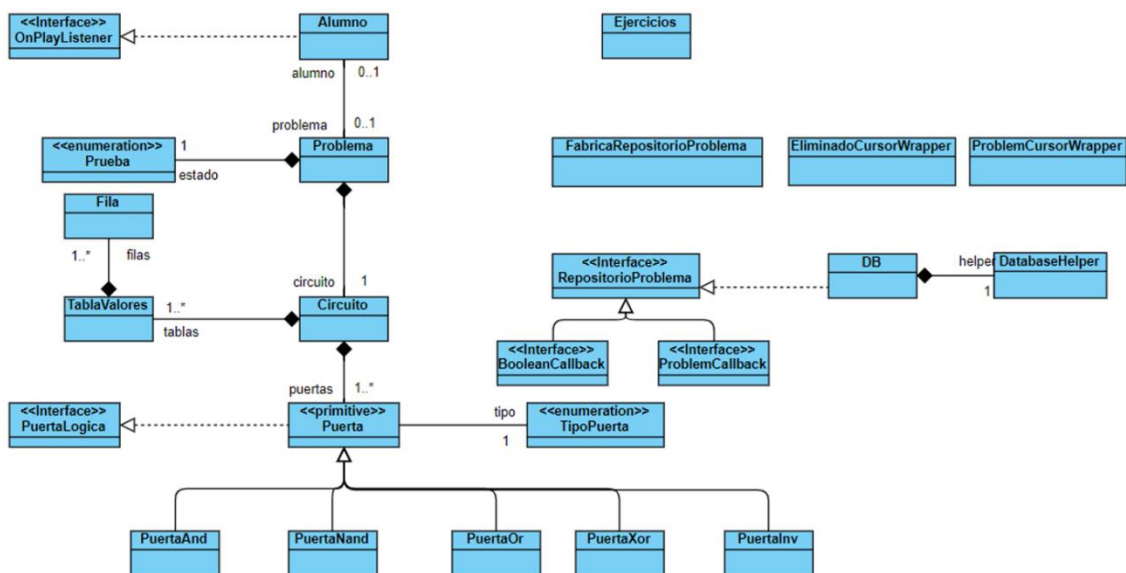 <<Interface>>
OnPlayListener
Alumno
Ejercicios
alumno
0..1
problema
0..1
<<enumeration>>
Prueba
1
estado
Problema
FabricaRepositorioProblema
EliminadoCursorWrapper
ProblemCursorWrapper
Fila
1..*
filas
<<Interface>>
RepositorioProblema
DB
helper
1
DatabaseHelper
circuito
1
TablaValores
1..*
tablas
Circuito
<<Interface>>
BooleanCallback
<<Interface>>
ProblemCallback
puertas
1..*
<<Interface>>
PuertaLogica
<<primitive>>
Puerta
tipo
1
<<enumeration>>
TipoPuerta
PuertaAnd
PuertaNand
PuertaOr
PuertaXor
PuertaInv